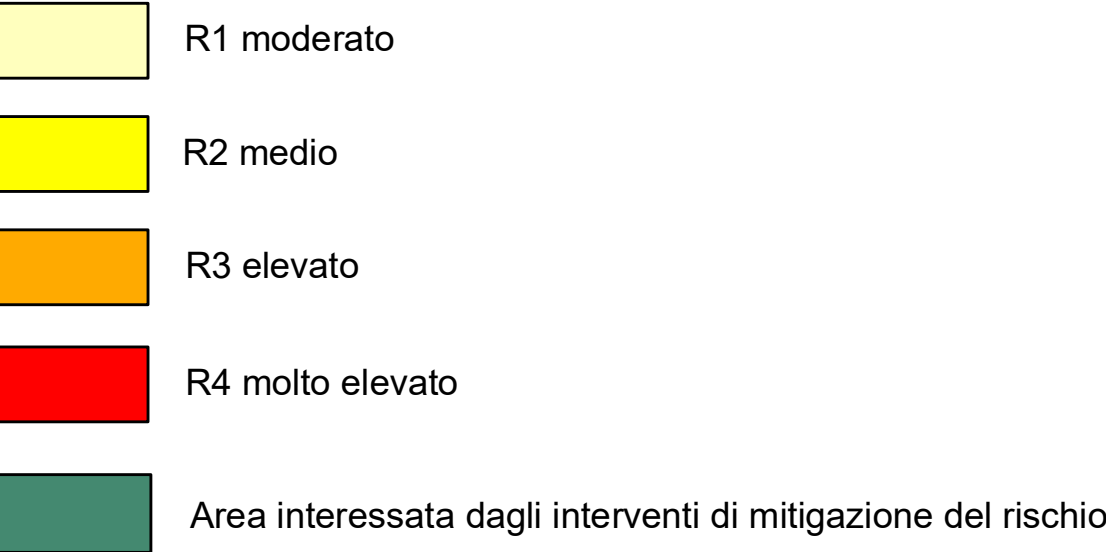 R1 moderato
R2 medio
R3 elevato
R4 molto elevato
Area interessata dagli interventi di mitigazione del rischio